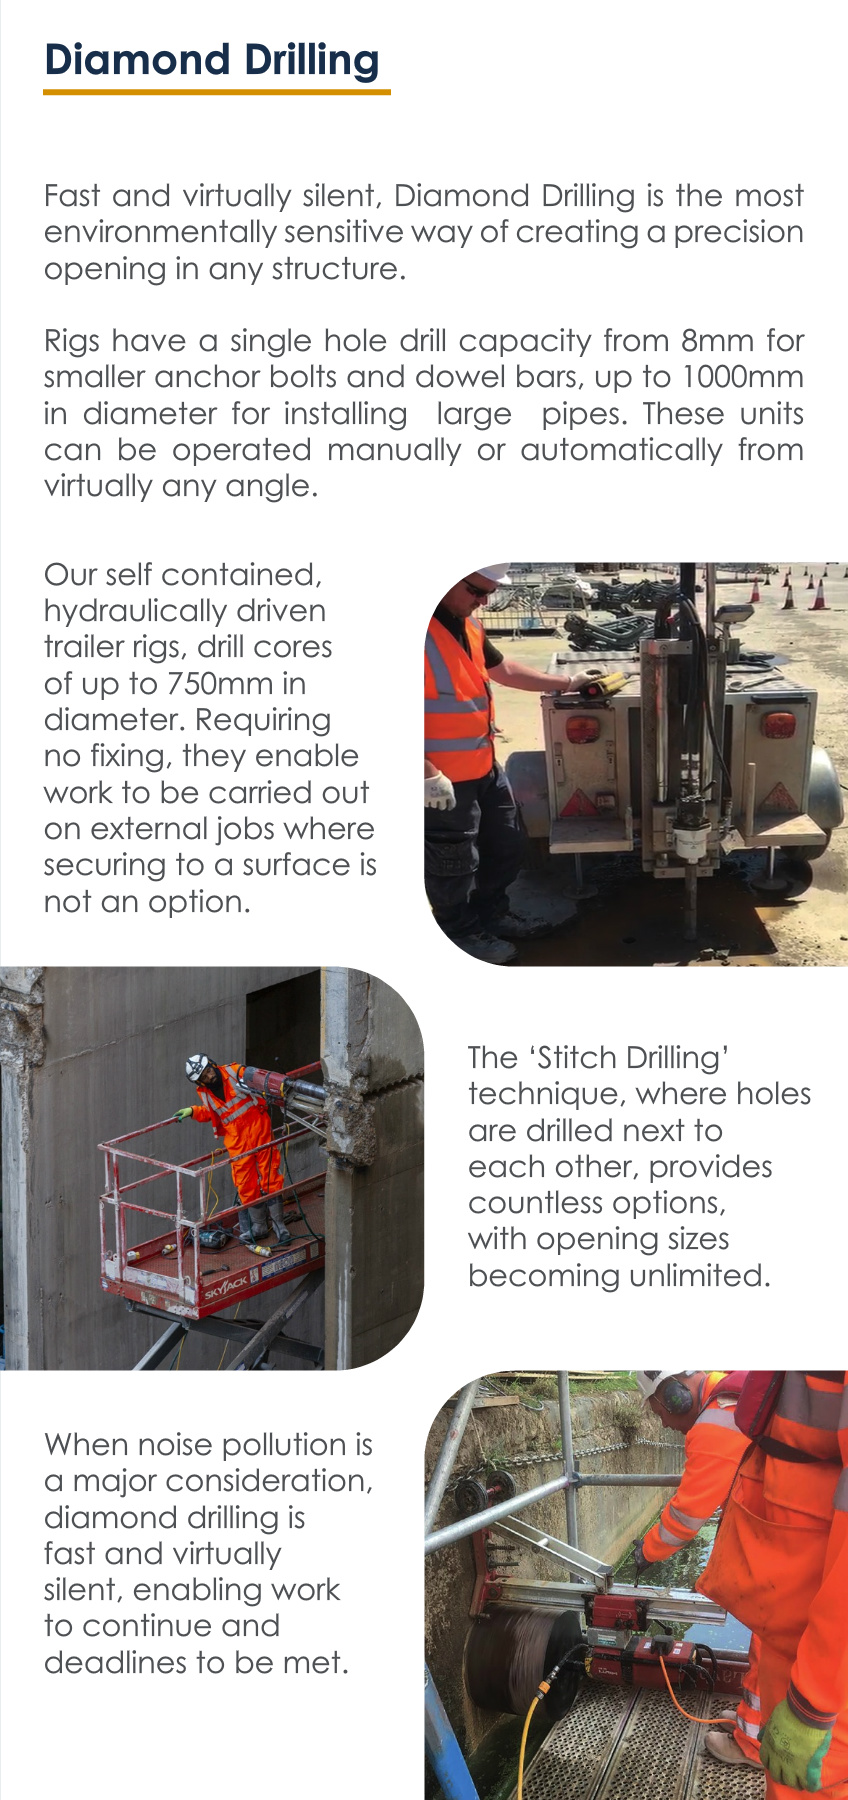 Diamond Drilling
Fast and virtually silent, Diamond Drilling is the most
environmentally sensitive way of creating a precision
opening in any structure.
Rigs have a single hole drill capacity from 8mm for
smaller anchor bolts and dowel bars, up to 1000mm
in diameter for installing large pipes. These units
can be operated manually or automatically from
virtually any angle.
Our self contained,
hydraulically driven
trailer rigs, drill cores
of up to 750mm in
diameter. Requiring
no fixing, they enable
work to be carried out
on external jobs where
securing to a surface is
not an option.
SKYJACK
The ‘Stitch Drilling’
technique, where holes
are drilled next to
each other, provides
countless options,
with opening sizes
becoming unlimited.
When noise pollution is
a major consideration,
diamond drilling is
fast and virtually
silent, enabling work
to continue and
deadlines to be met.